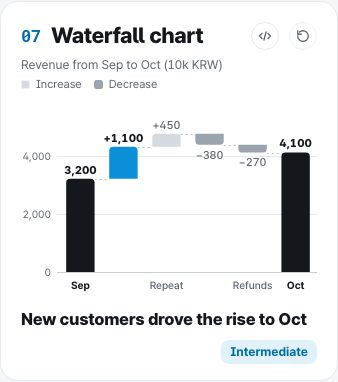 07 Waterfall chart
Revenue from Sep to Oct (10k KRW)
Increase Decrease
+450
+1,100
4,100
−380
4,000
−270
3,200
2,000
0
Sep Repeat Refunds Oct
New customers drove the rise to Oct
Intermediate